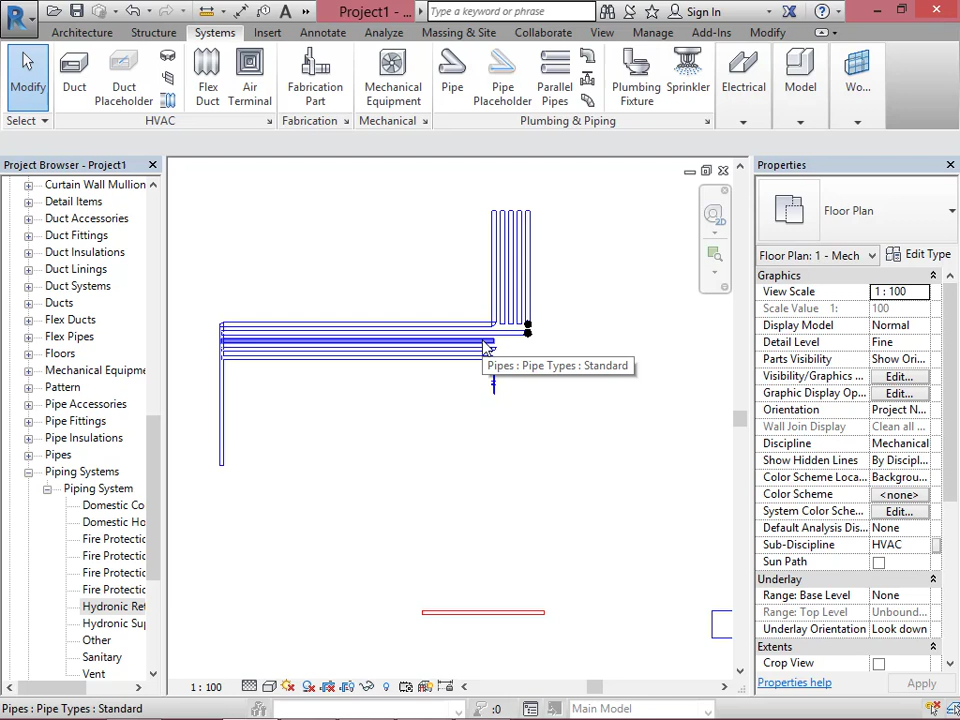 Project1 - ...
Type a keyword or phrase
Sign In
Architecture Structure Systems Insert Annotate Analyze Massing & Site Collaborate View Manage Add-Ins Modify
Modify
Duct
Duct Placeholder
Flex Duct
Air Terminal
Fabrication Part
Mechanical Equipment
Pipe
Pipe Placeholder
Parallel Pipes
Plumbing Fixture
Sprinkler
Electrical
Model
Wo...
Select HVAC Fabrication Mechanical Plumbing & Piping
Project Browser - Project1
Curtain Wall Mullion
Detail Items
Duct Accessories
Duct Fittings
Duct Insulations
Duct Linings
Duct Systems
Ducts
Flex Ducts
Flex Pipes
Floors
Mechanical Equipme
Pattern
Pipe Accessories
Pipe Fittings
Pipe Insulations
Pipes
Piping Systems
Piping System
Domestic Co
Domestic Ho
Fire Protectic
Fire Protectic
Fire Protectic
Fire Protectic
Hydronic Ret
Hydronic Su
Other
Sanitary
Vent
2D
Pipes : Pipe Types : Standard
Properties
Floor Plan
Floor Plan: 1 - Mech
Edit Type
Graphics
View Scale 1 : 100
Scale Value 1: 100
Display Model Normal
Detail Level Fine
Parts Visibility Show Ori...
Visibility/Graphics ... Edit...
Graphic Display Op... Edit...
Orientation Project N...
Wall Join Display Clean all ...
Discipline Mechanical
Show Hidden Lines By Discipl...
Color Scheme Loca... Backgrou...
Color Scheme <none>
System Color Sche... Edit...
Default Analysis Dis... None
Sub-Discipline HVAC
Sun Path
Underlay
Range: Base Level None
Range: Top Level Unbound...
Underlay Orientation Look down
Extents
Crop View
Properties help
Apply
1 : 100
Pipes : Pipe Types : Standard
:0
Main Model